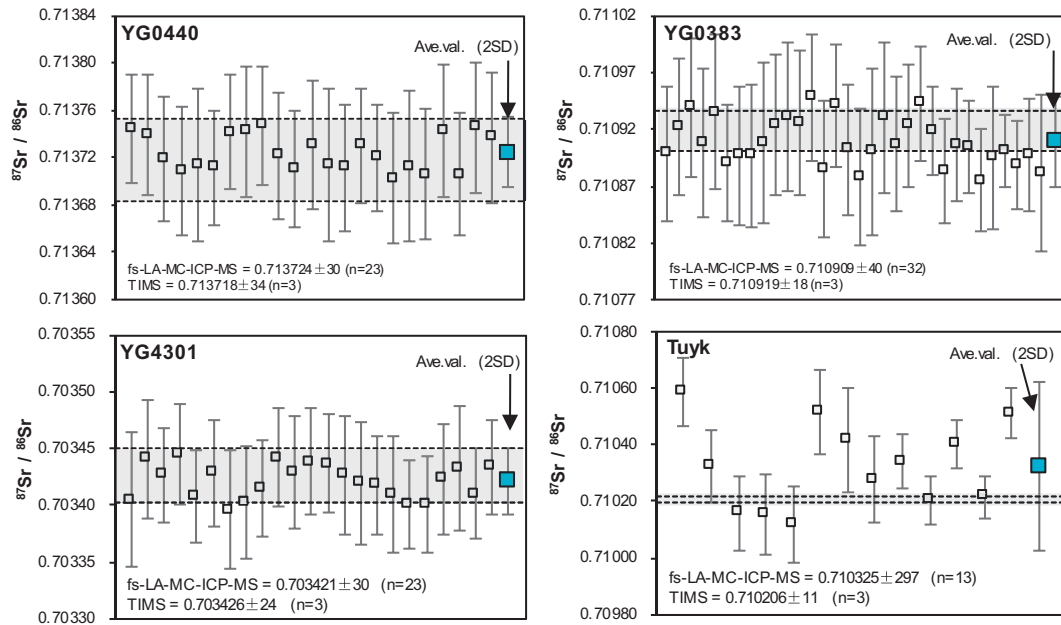 YG0440
Ave.val. (2SD)
0.71384
0.71380
0.71376
0.71372
0.71368
0.71364
0.71360
87Sr / 86Sr
fs-LA-MC-ICP-MS = 0.713724±30 (n=23)
TIMS = 0.713718±34 (n=3)
YG0383
Ave.val. (2SD)
0.71102
0.71097
0.71092
0.71087
0.71082
0.71077
87Sr / 86Sr
fs-LA-MC-ICP-MS = 0.710909±40 (n=32)
TIMS = 0.710919±18 (n=3)
YG4301
Ave.val. (2SD)
0.70355
0.70350
0.70345
0.70340
0.70335
0.70330
87Sr / 86Sr
fs-LA-MC-ICP-MS = 0.703421±30 (n=23)
TIMS = 0.703426±24 (n=3)
Tuyk
Ave.val. (2SD)
0.71080
0.71060
0.71040
0.71020
0.71000
0.70980
87Sr / 86Sr
fs-LA-MC-ICP-MS = 0.710325±297 (n=13)
TIMS = 0.710206±11 (n=3)